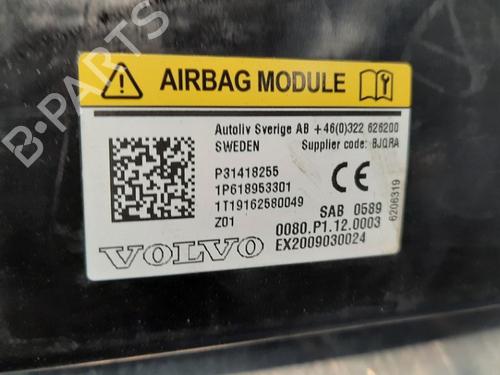 AIRBAG MODULE
Autoliv Sverige AB +46(0)322 626200
SWEDEN Supplier code: BJQRA
P31418255
1P618953301
1T19162580049
Z01
CE
SAB 0589
0080.P1.12.0003
EX2009030024
VOLVO
6206319
B-PARTS